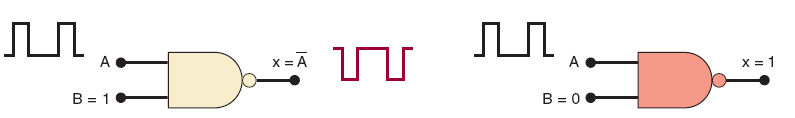 A
x = A̅
B = 1
A
x = 1
B = 0